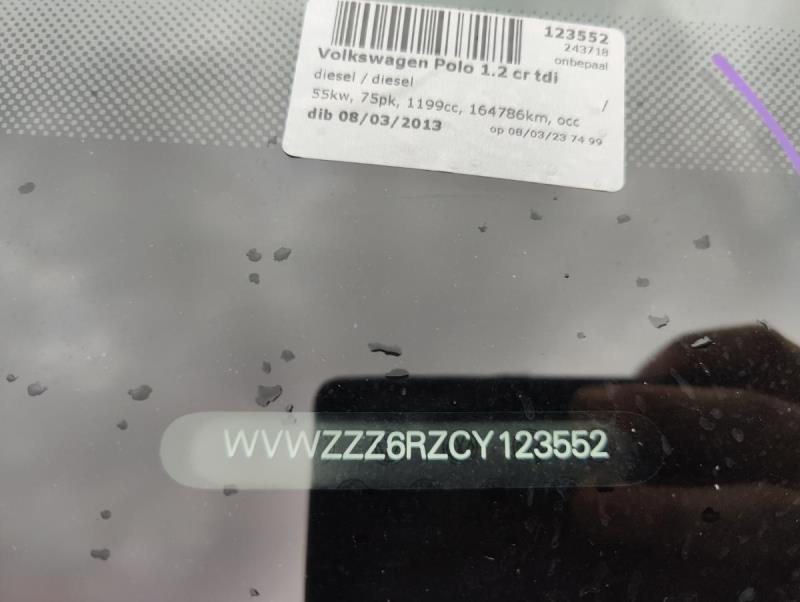 123552
243718
onbepaal
Volkswagen Polo 1.2 cr tdi
diesel / diesel
/
55kw, 75pk, 1199cc, 164786km, occ
dib 08/03/2013
op 08/03/23 74 99
WVWZZZ6RZCY123552